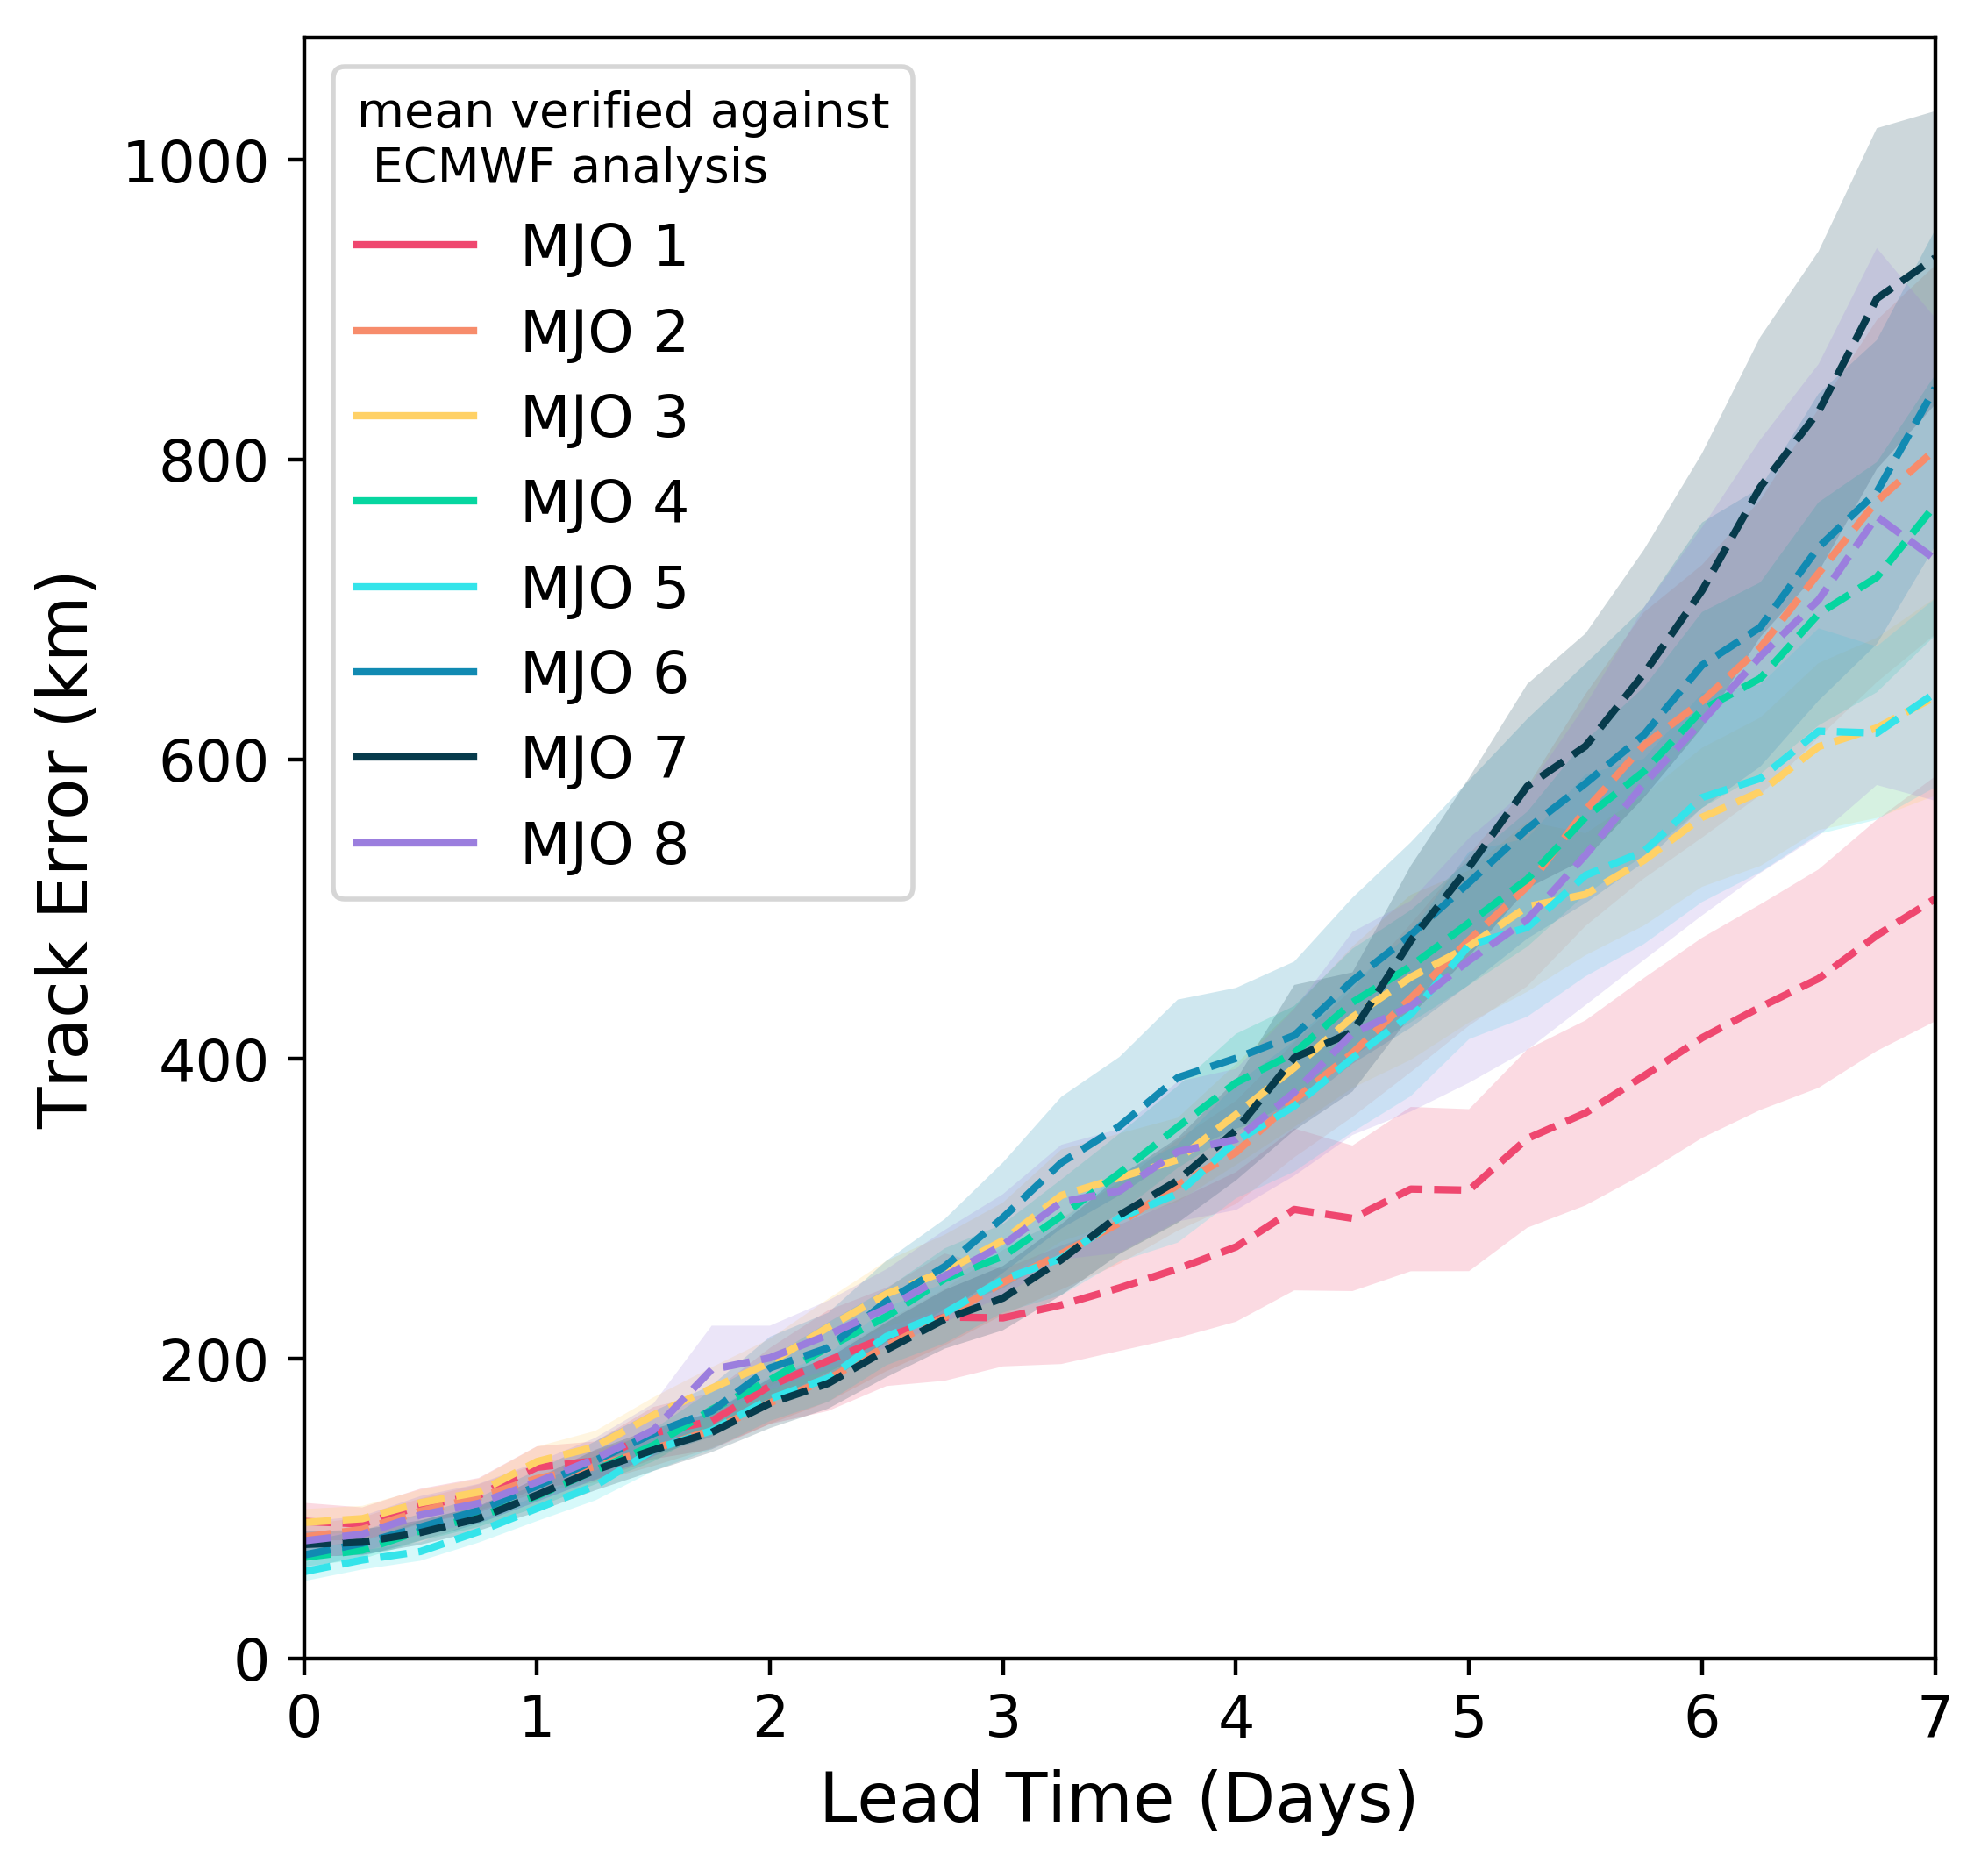 mean verified against
ECMWF analysis
MJO 1
MJO 2
MJO 3
MJO 4
MJO 5
MJO 6
MJO 7
MJO 8
1000
800
600
400
200
0
Track Error (km)
0 1 2 3 4 5 6 7
Lead Time (Days)